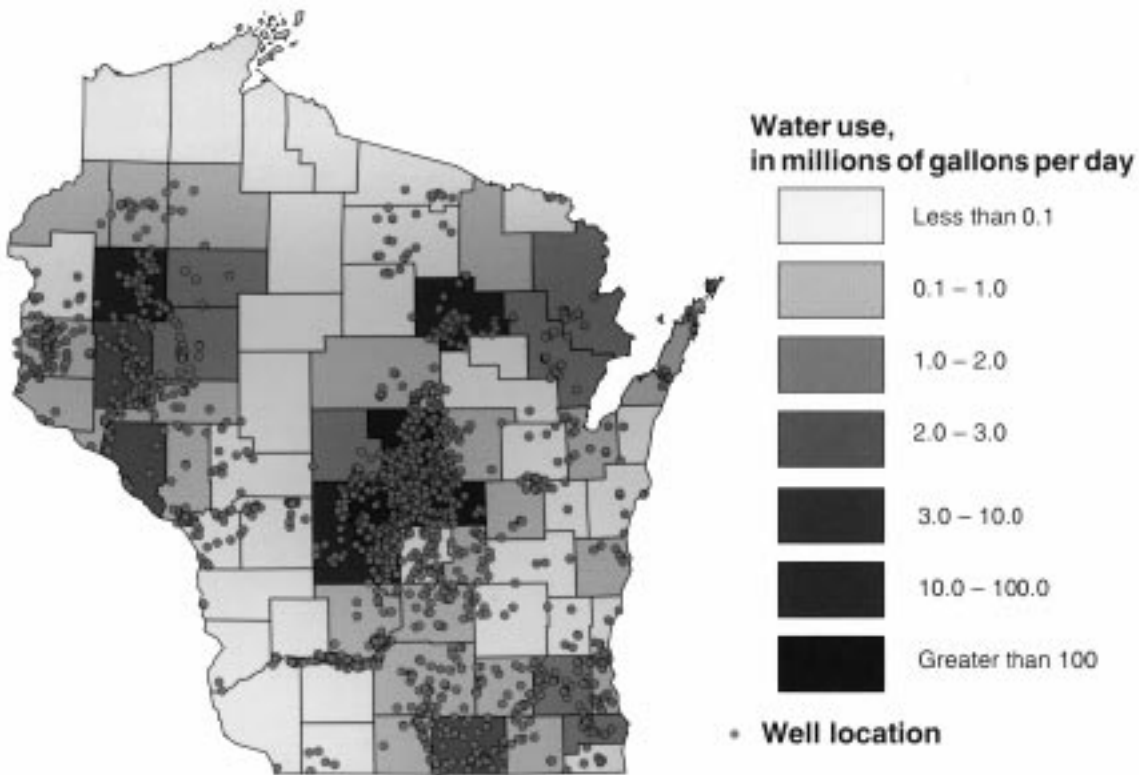 Water use,
in millions of gallons per day
Less than 0.1
0.1 – 1.0
1.0 – 2.0
2.0 – 3.0
3.0 – 10.0
10.0 – 100.0
Greater than 100
Well location